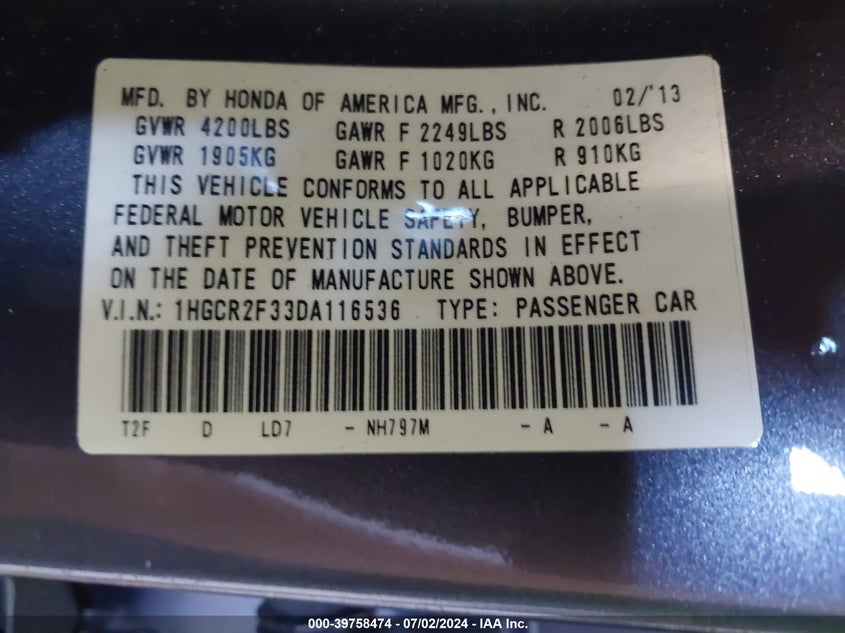 MFD. BY HONDA OF AMERICA MFG., INC. 02/'13
GVWR 4200LBS GAWR F 2249LBS R 2006LBS
GVWR 1905KG GAWR F 1020KG R 910KG
THIS VEHICLE CONFORMS TO ALL APPLICABLE
FEDERAL MOTOR VEHICLE SAFETY, BUMPER,
AND THEFT PREVENTION STANDARDS IN EFFECT
ON THE DATE OF MANUFACTURE SHOWN ABOVE.
V.I.N.: 1HGCR2F33DA116536 TYPE: PASSENGER CAR
T2F D LD7 - NH797M - A - A
000-39758474 - 07/02/2024 - IAA Inc.